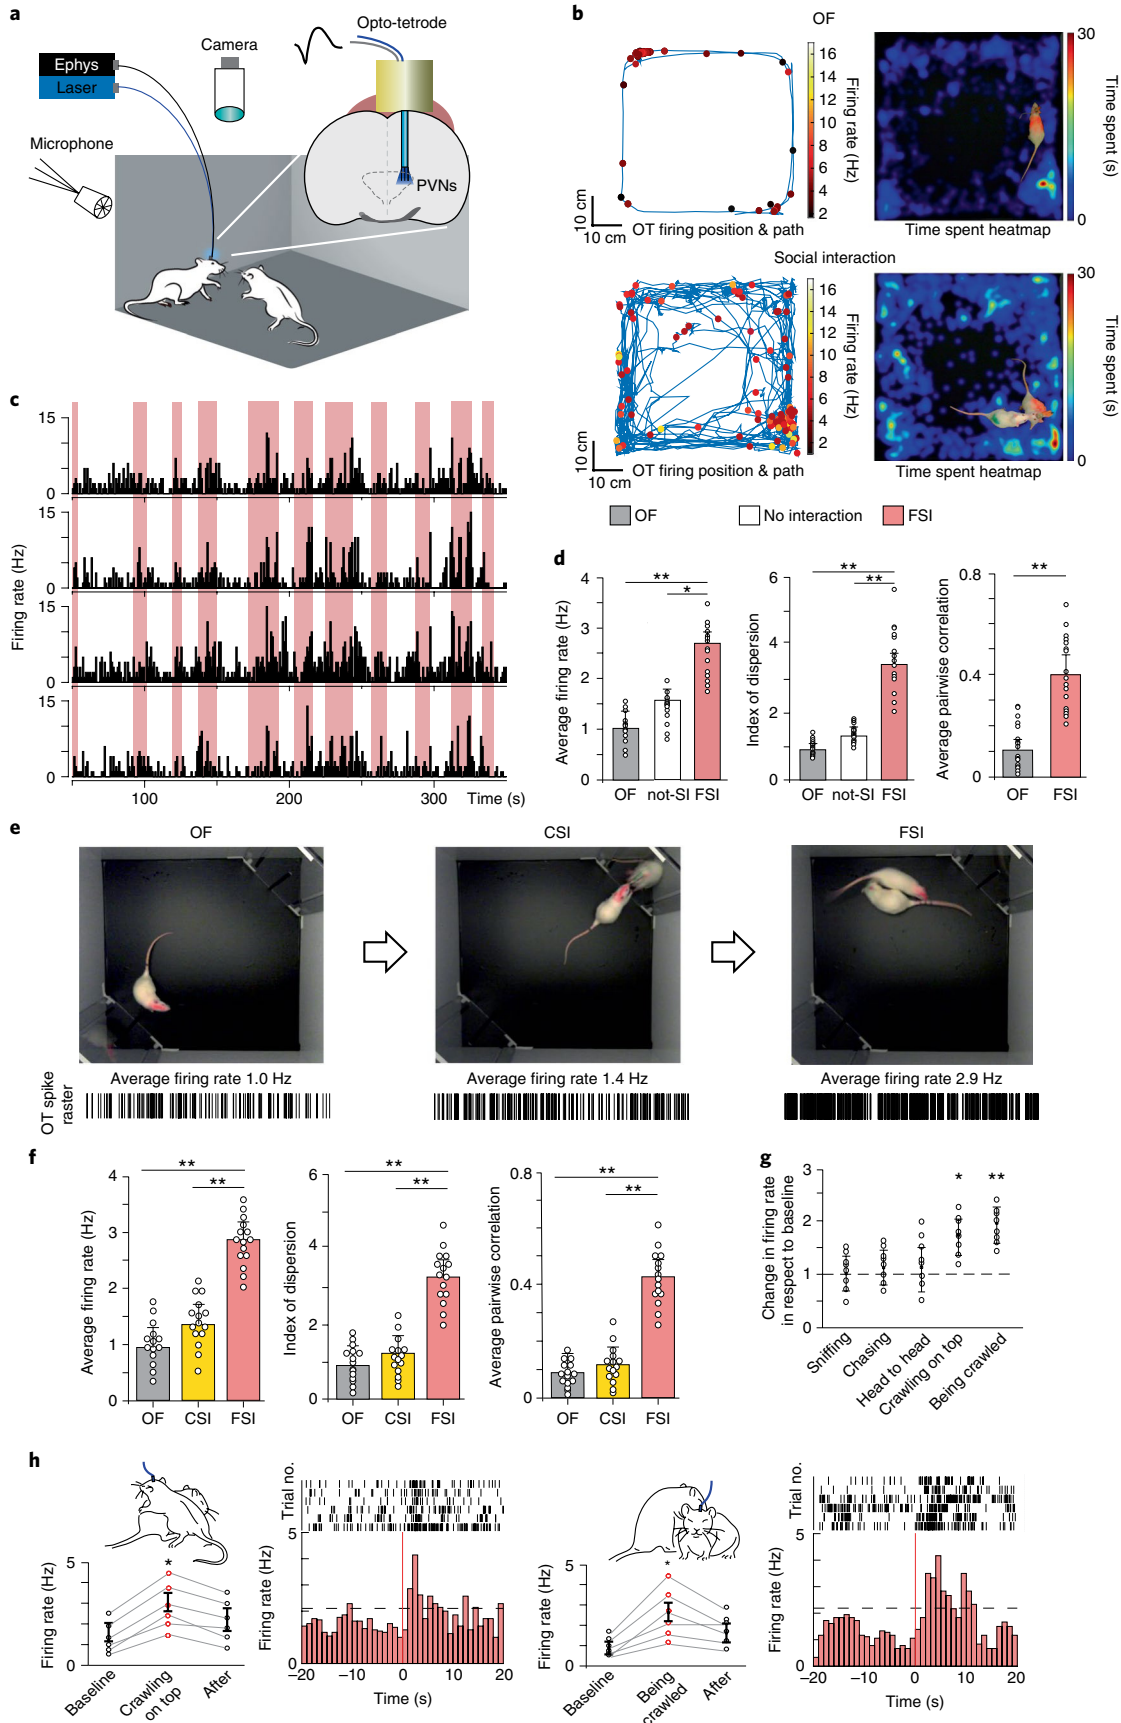 a
Opto-tetrode
Camera
Ephys
Laser
Microphone
PVNs
b
OF
16
14
12
10
8
6
4
2
Firing rate (Hz)
10 cm
10 cm
OT firing position & path
30
0
Time spent (s)
Time spent heatmap
Social interaction
16
14
12
10
8
6
4
2
Firing rate (Hz)
10 cm
10 cm
OT firing position & path
30
0
Time spent (s)
Time spent heatmap
c
15
0
15
0
15
0
15
0
Firing rate (Hz)
100
200
300
Time (s)
OF
No interaction
FSI
d
4
3
2
1
0
Average firing rate (Hz)
**
*
OF not-SI FSI
6
4
2
0
Index of dispersion
**
**
OF not-SI FSI
0.8
0.4
0
Average pairwise correlation
**
OF FSI
e
OF
CSI
FSI
Average firing rate 1.0 Hz
Average firing rate 1.4 Hz
Average firing rate 2.9 Hz
OT spike
raster
f
4
3
2
1
0
Average firing rate (Hz)
**
**
OF CSI FSI
6
4
2
0
Index of dispersion
**
**
OF CSI FSI
0.8
0.4
0
Average pairwise correlation
**
**
OF CSI FSI
g
3
2
1
0
Change in firing rate
in respect to baseline
*
**
Sniffing
Chasing
Head to head
Crawling on top
Being crawled
h
5
0
Firing rate (Hz)
*
Baseline
Crawling
on top
After
Trial no.
5
0
Firing rate (Hz)
–20 –10 0 10 20
Time (s)
5
0
Firing rate (Hz)
*
Baseline
Being
crawled
After
Trial no.
5
0
Firing rate (Hz)
–20 –10 0 10 20
Time (s)